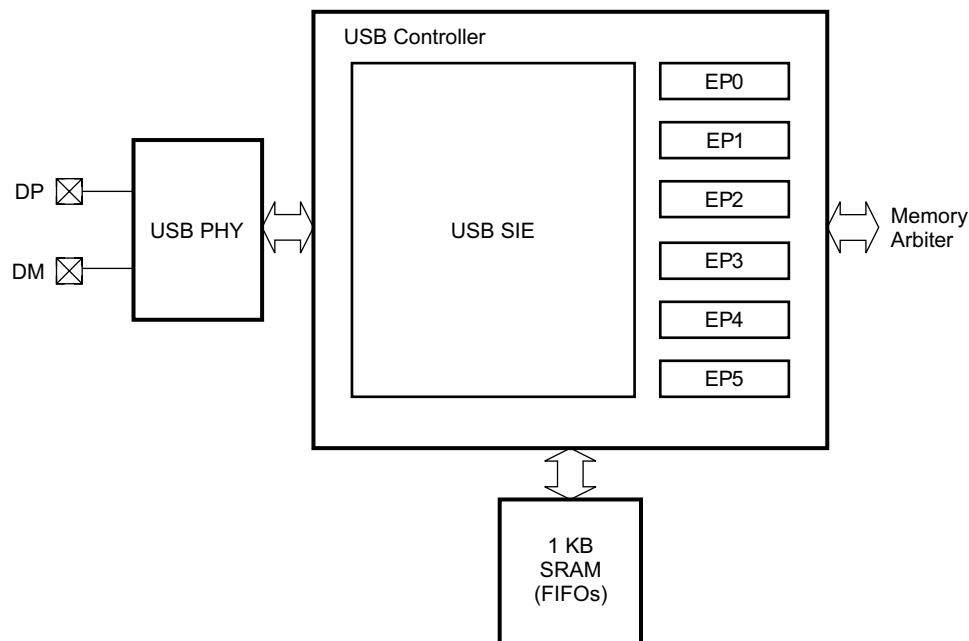 USB Controller
EP0
EP1
EP2
EP3
EP4
EP5
DP
DM
USB PHY
USB SIE
Memory
Arbiter
1 KB
SRAM
(FIFOs)